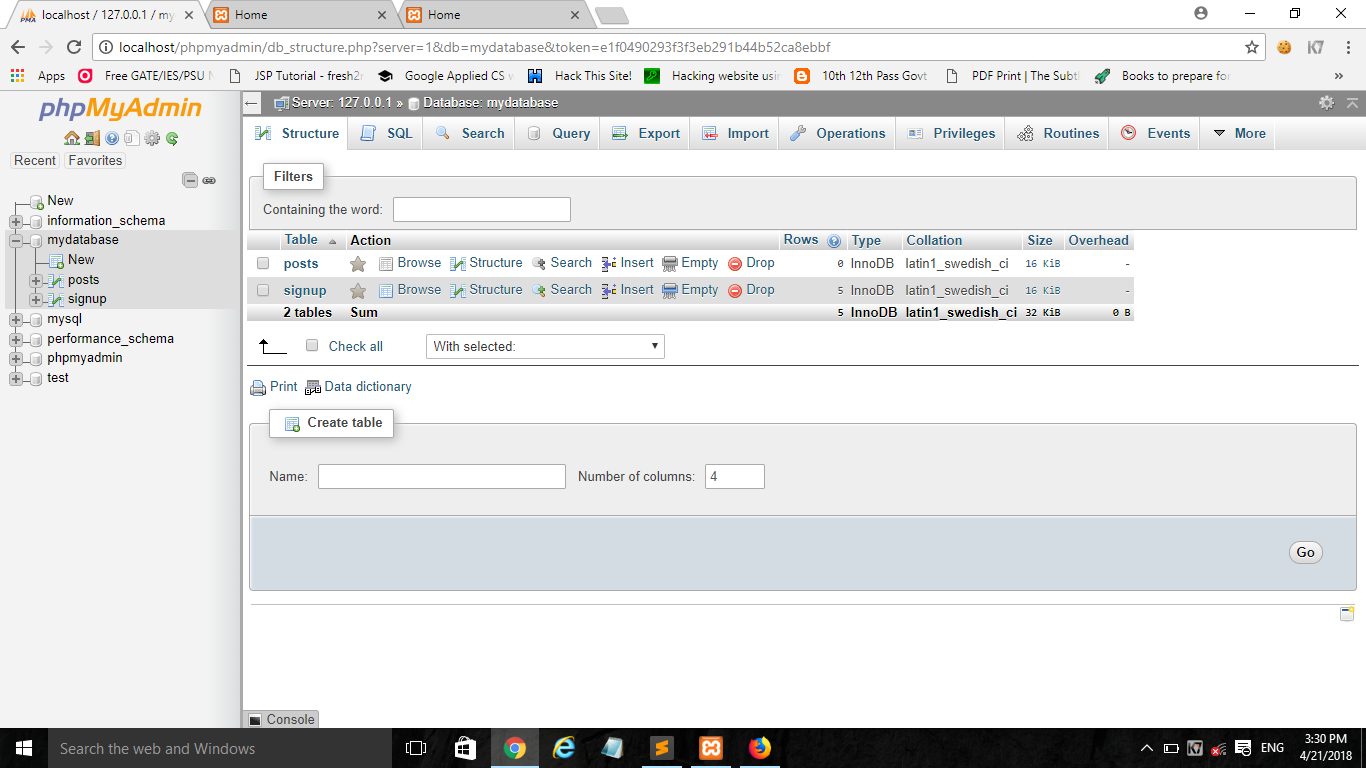 localhost / 127.0.0.1 / my
Home
Home
localhost/phpmyadmin/db_structure.php?server=1&db=mydatabase&token=e1f0490293f3f3eb291b44b52ca8ebbf
K7
Apps
Free GATE/IES/PSU N
JSP Tutorial - fresh2r
Google Applied CS w
Hack This Site!
Hacking website usin
10th 12th Pass Govt
PDF Print | The Subtl
Books to prepare for
»
phpMyAdmin
Recent Favorites
New
information_schema
mydatabase
New
posts
signup
mysql
performance_schema
phpmyadmin
test
Server: 127.0.0.1 » Database: mydatabase
Structure SQL Search Query Export Import Operations Privileges Routines Events More
Filters
Containing the word:
Table Action Rows Type Collation Size Overhead
posts Browse Structure Search Insert Empty Drop 0 InnoDB latin1_swedish_ci 16 KiB -
signup Browse Structure Search Insert Empty Drop 5 InnoDB latin1_swedish_ci 16 KiB -
2 tables Sum 5 InnoDB latin1_swedish_ci 32 KiB 0 B
Check all With selected:
Print Data dictionary
Create table
Name: Number of columns: 4
Go
Console
Search the web and Windows
K7
ENG
3:30 PM
4/21/2018